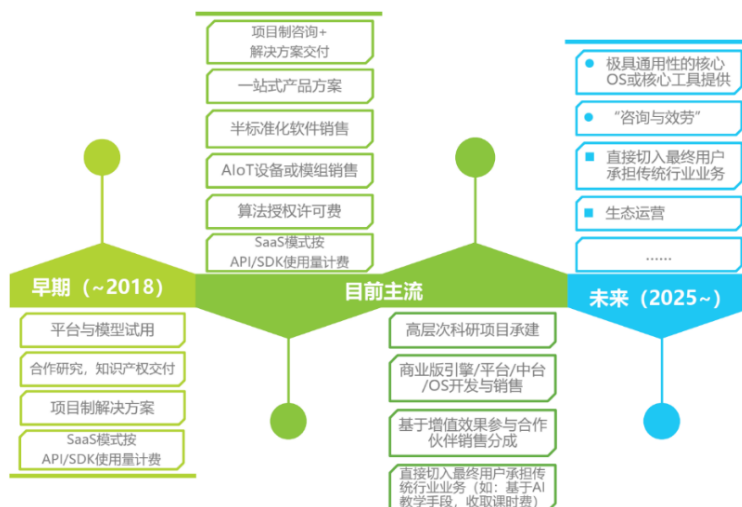 项目制咨询+
解决方案交付
一站式产品方案
半标准化软件销售
AIoT设备或模组销售
算法授权许可费
SaaS模式按
API/SDK使用量计费
极具通用性的核心
OS或核心工具提供
“咨询与效劳”
直接切入最终用户
承担传统行业业务
生态运营
……
早期（~2018）
目前主流
未来（2025~）
平台与模型试用
合作研究，知识产权交付
项目制解决方案
SaaS模式按
API/SDK使用量计费
高层次科研项目承建
商业版引擎/平台/中台
/OS开发与销售
基于增值效果参与合作
伙伴销售分成
直接切入最终用户承担传
统行业业务（如：基于AI
教学手段，收取课时费）